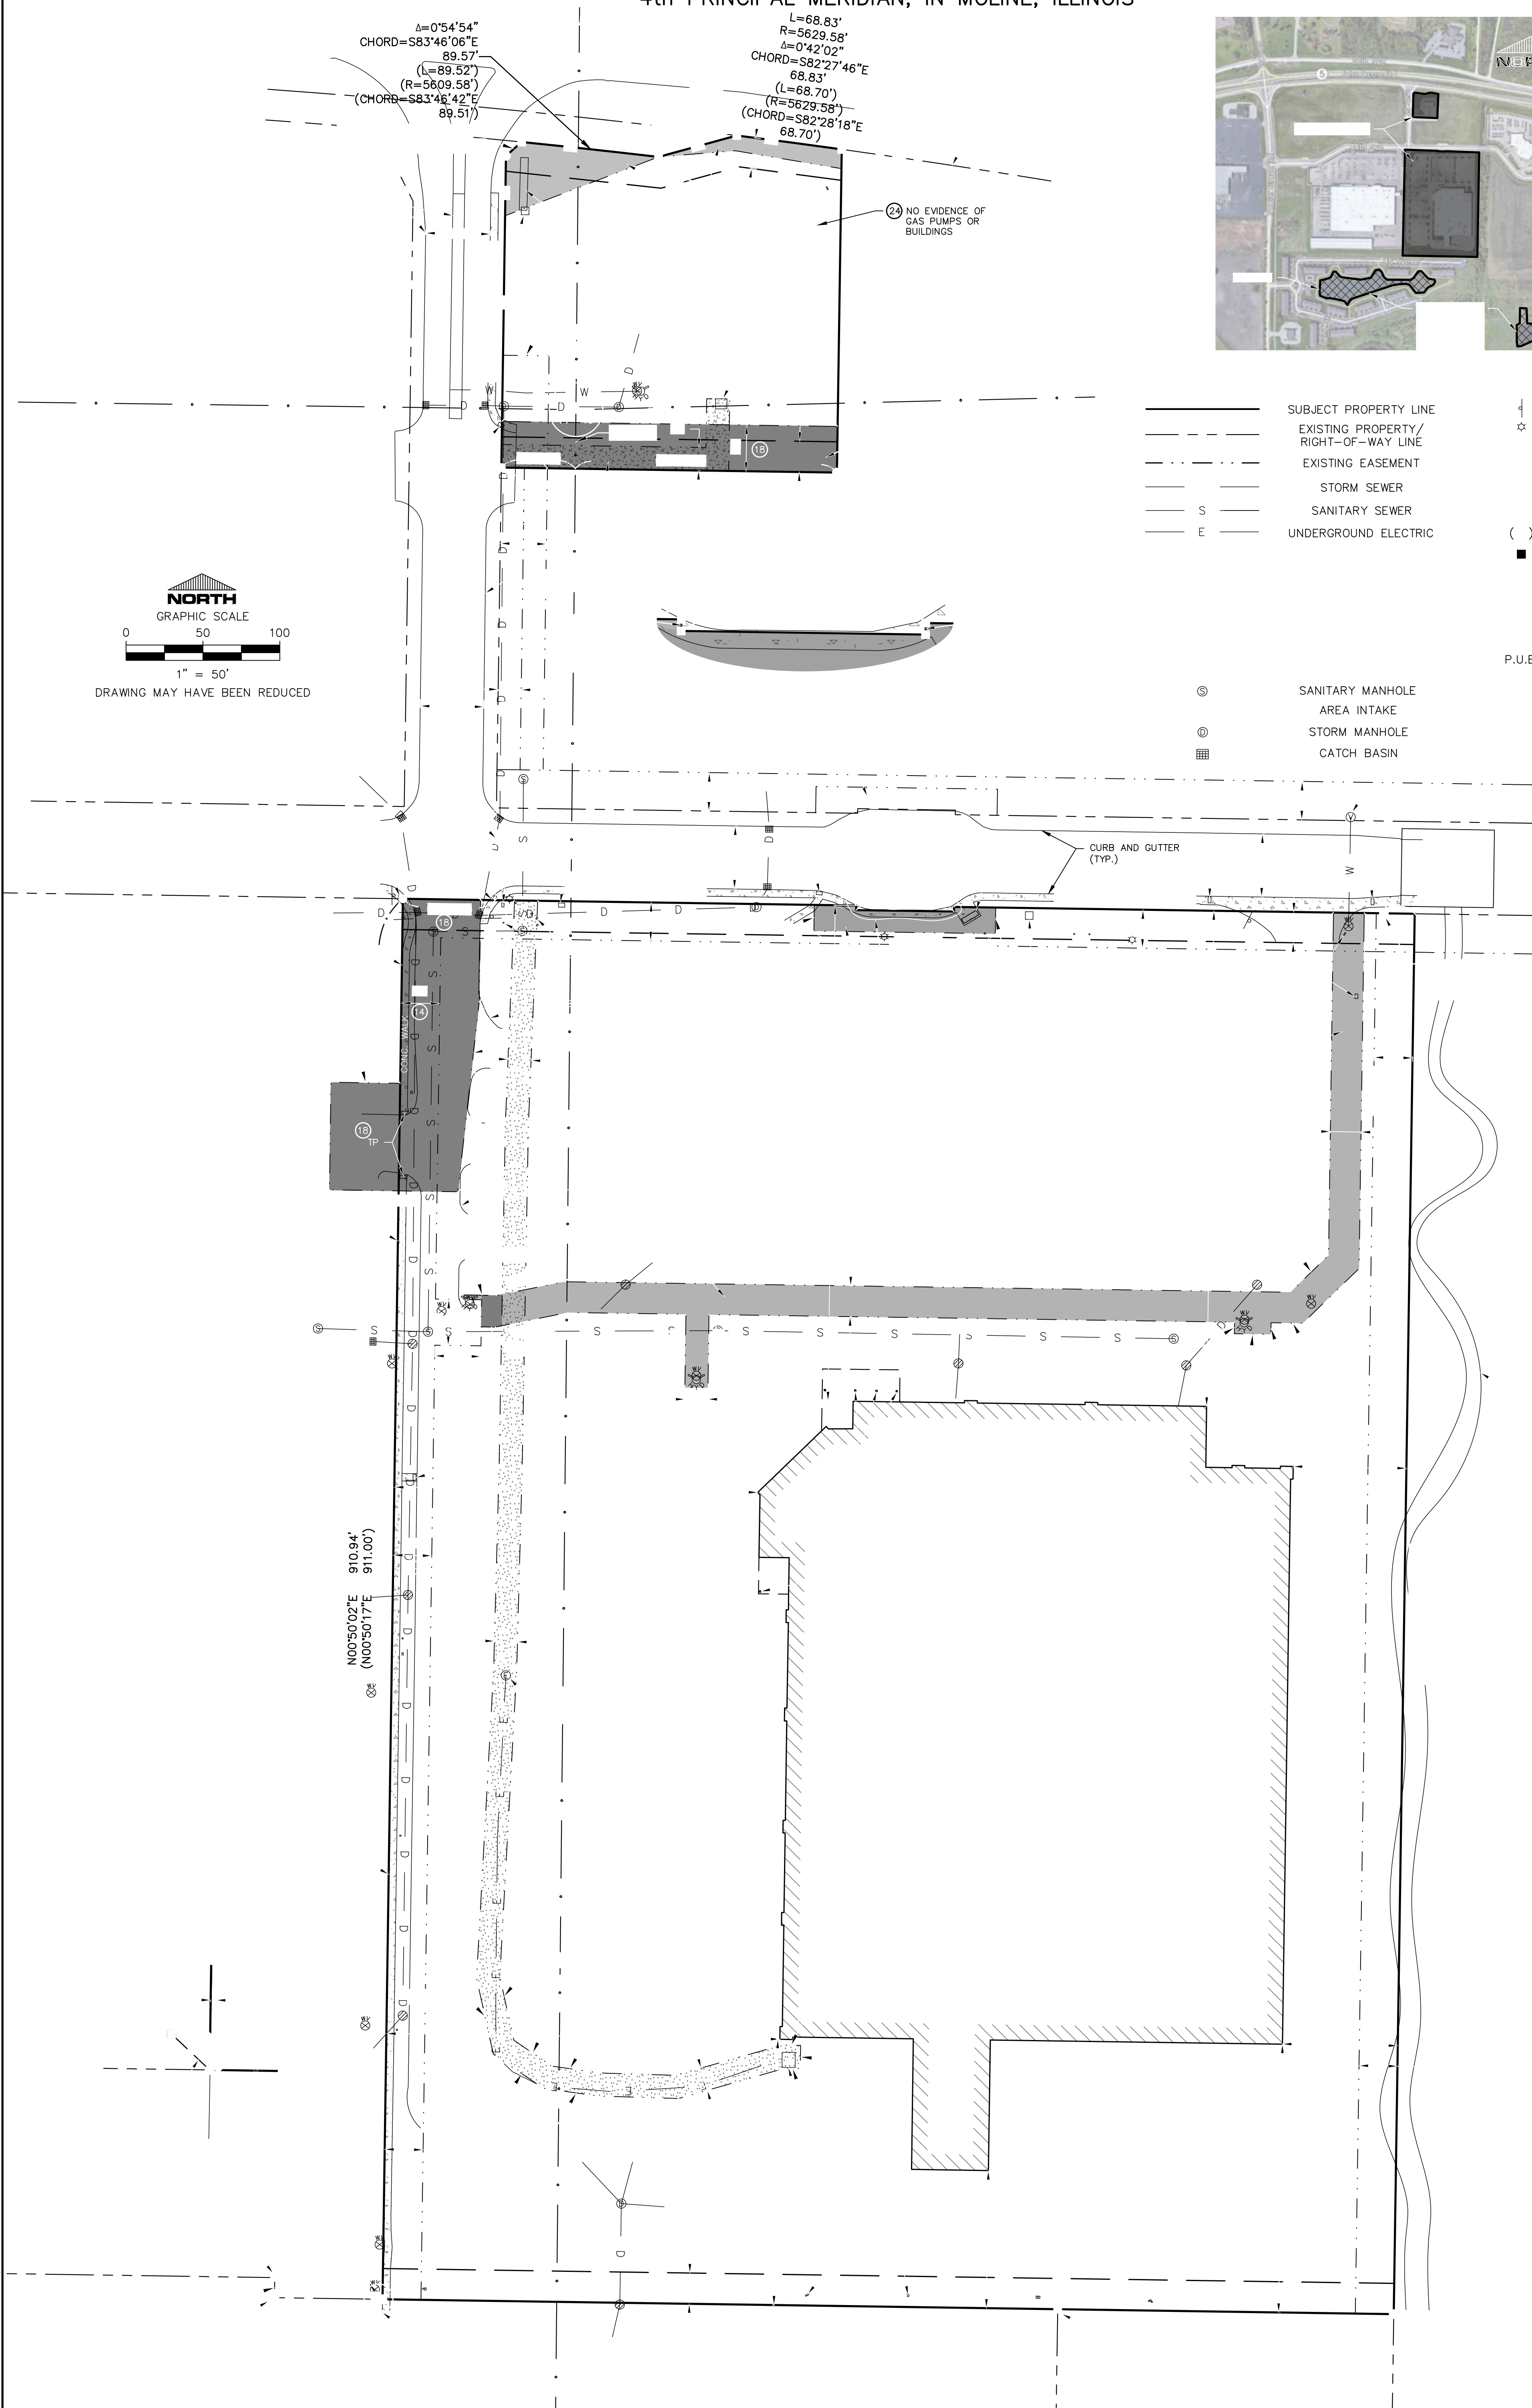 4th PRINCIPAL MERIDIAN, IN MOLINE, ILLINOIS
Δ=0°54'54"
CHORD=S83°46'06"E
89.57'
(L=89.52')
(R=5609.58')
(CHORD=S83°46'42"E
89.51')
L=68.83'
R=5629.58'
Δ=0°42'02"
CHORD=S82°27'46"E
68.83'
(L=68.70')
(R=5629.58')
(CHORD=S82°28'18"E
68.70')
24 NO EVIDENCE OF
GAS PUMPS OR
BUILDINGS
5
W
W
D
D
D
18
SUBJECT PROPERTY LINE
EXISTING PROPERTY/
RIGHT-OF-WAY LINE
EXISTING EASEMENT
STORM SEWER
S SANITARY SEWER
E UNDERGROUND ELECTRIC
( )
NORTH
GRAPHIC SCALE
0 50 100
1" = 50'
DRAWING MAY HAVE BEEN REDUCED
P.U.E
S SANITARY MANHOLE
AREA INTAKE
D STORM MANHOLE
CATCH BASIN
CURB AND GUTTER
(TYP.)
18
14
CONC. WALK
18
TP
N00°50'02"E 910.94'
(N00°50'17"E 911.00')